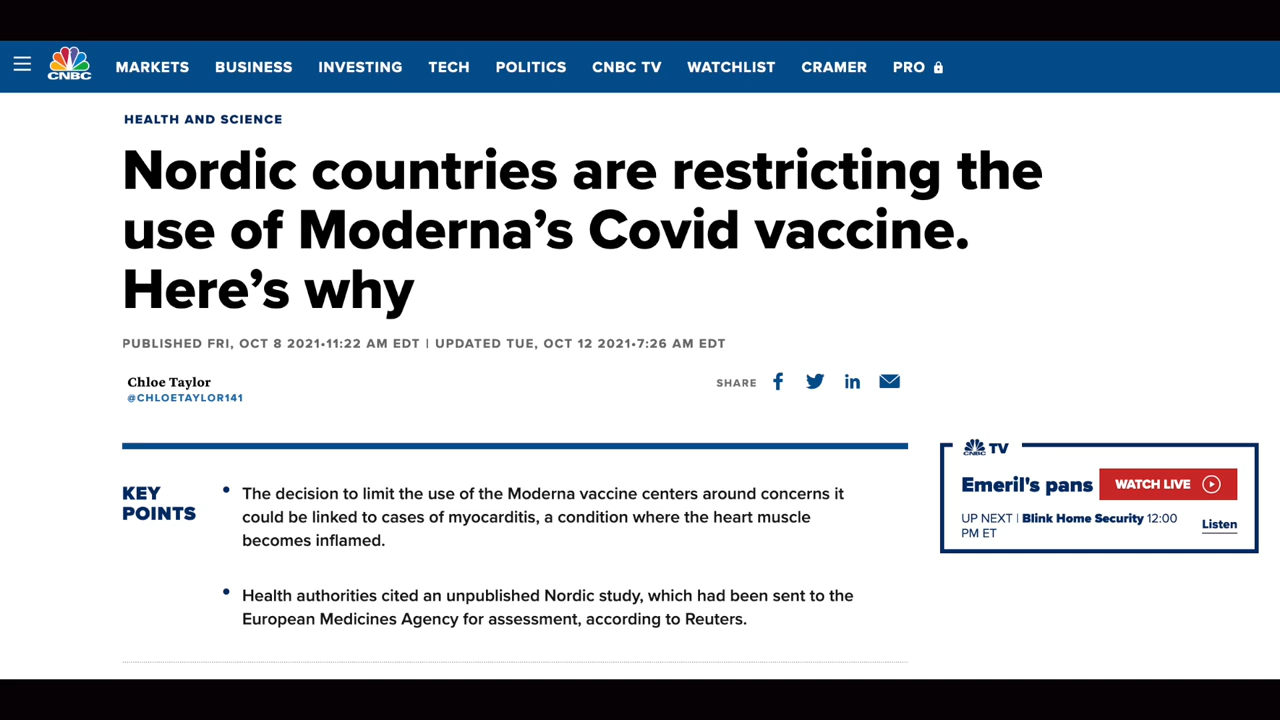 CNBC
MARKETS BUSINESS INVESTING TECH POLITICS CNBC TV WATCHLIST CRAMER PRO
HEALTH AND SCIENCE
Nordic countries are restricting the
use of Moderna’s Covid vaccine.
Here’s why
PUBLISHED FRI, OCT 8 2021•11:22 AM EDT | UPDATED TUE, OCT 12 2021•7:26 AM EDT
Chloe Taylor
@CHLOETAYLOR141
SHARE
KEY
POINTS
• The decision to limit the use of the Moderna vaccine centers around concerns it
could be linked to cases of myocarditis, a condition where the heart muscle
becomes inflamed.
• Health authorities cited an unpublished Nordic study, which had been sent to the
European Medicines Agency for assessment, according to Reuters.
CNBC TV
Emeril's pans WATCH LIVE
UP NEXT | Blink Home Security 12:00
PM ET
Listen